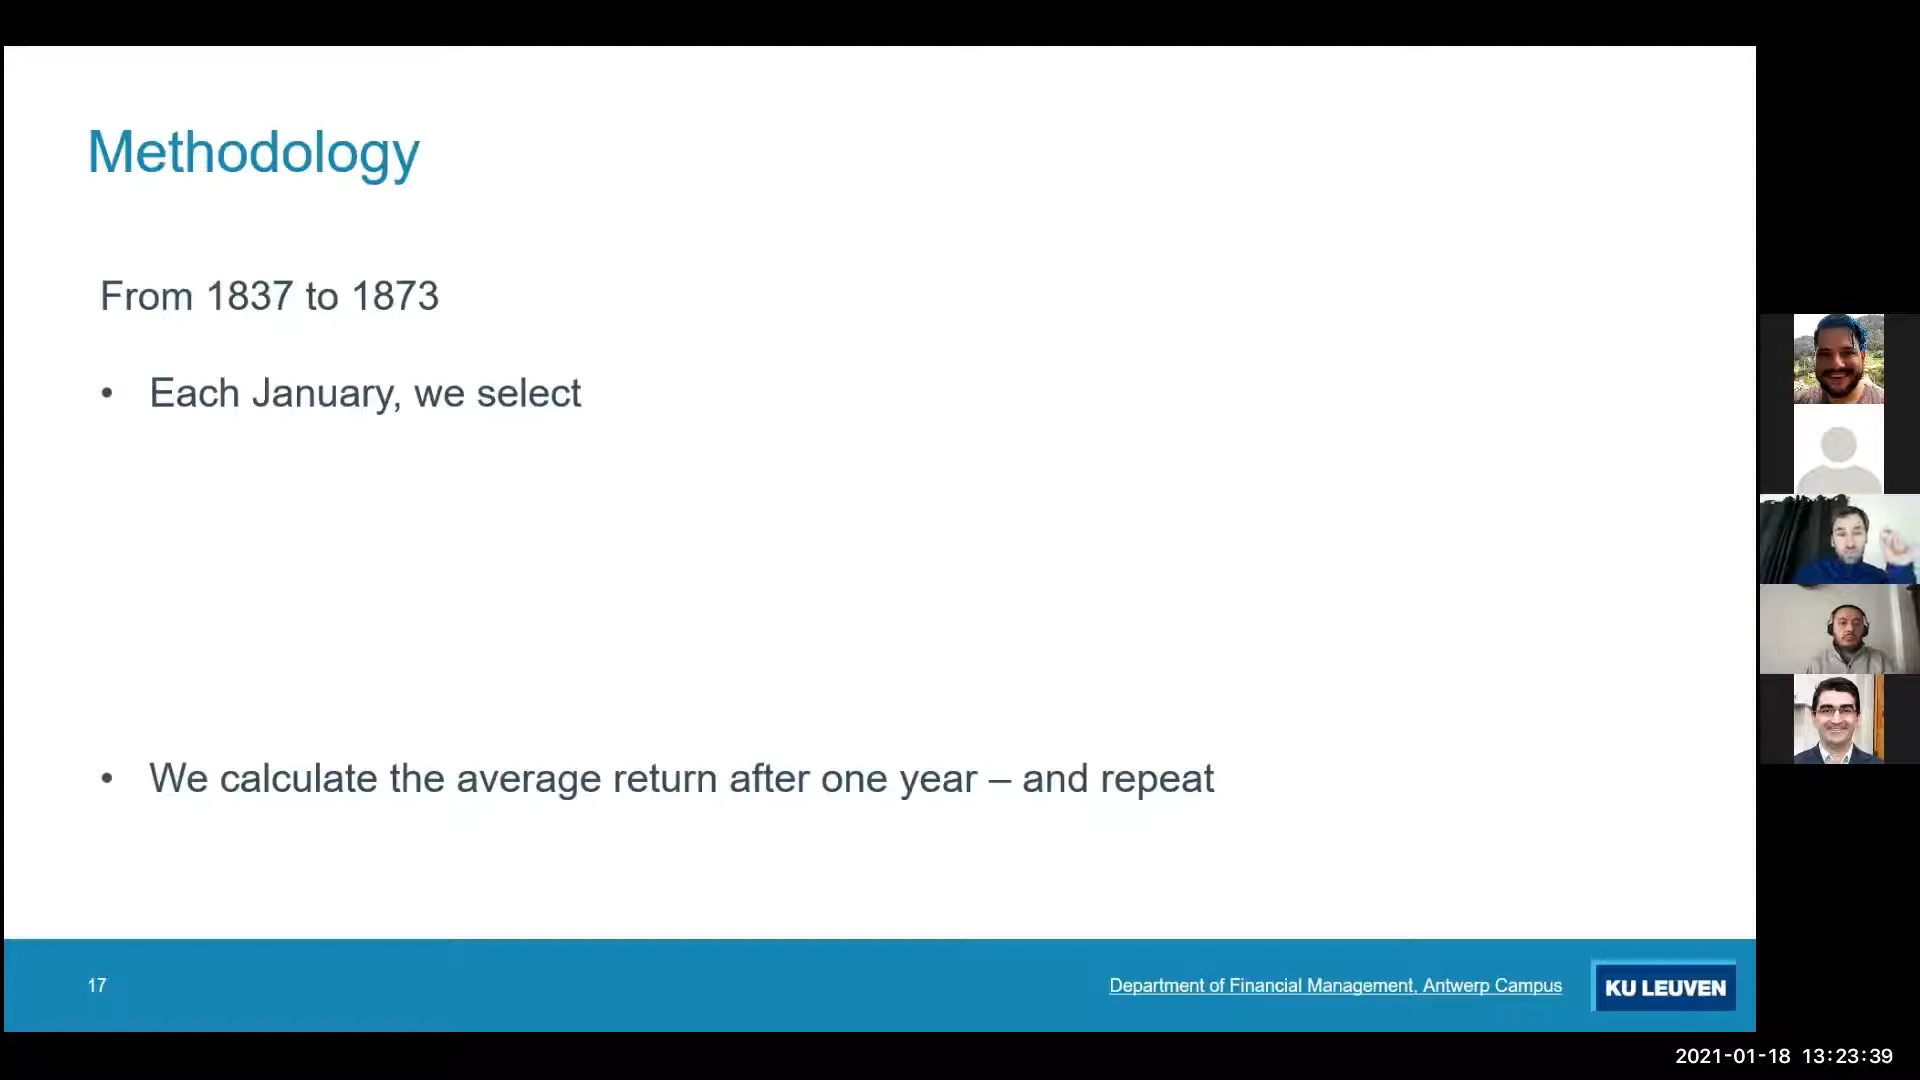 Methodology
From 1837 to 1873
• Each January, we select
• We calculate the average return after one year – and repeat
17
Department of Financial Management, Antwerp Campus
KU LEUVEN
2021-01-18 13:23:39